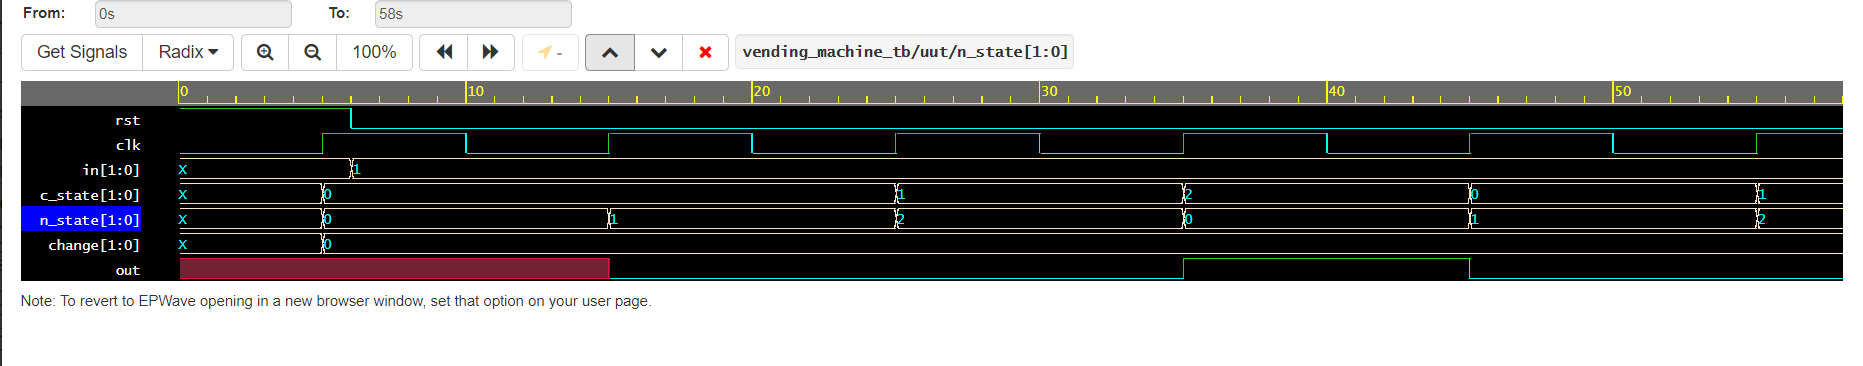 From: 0s To: 58s
Get Signals Radix 100% - vending_machine_tb/uut/n_state[1:0]
0 10 20 30 40 50
rst
clk
in[1:0] X 1
c_state[1:0] X 0 1 2 0 1
n_state[1:0] X 0 1 2 0 1 2
change[1:0] X 0
out
Note: To revert to EPWave opening in a new browser window, set that option on your user page.